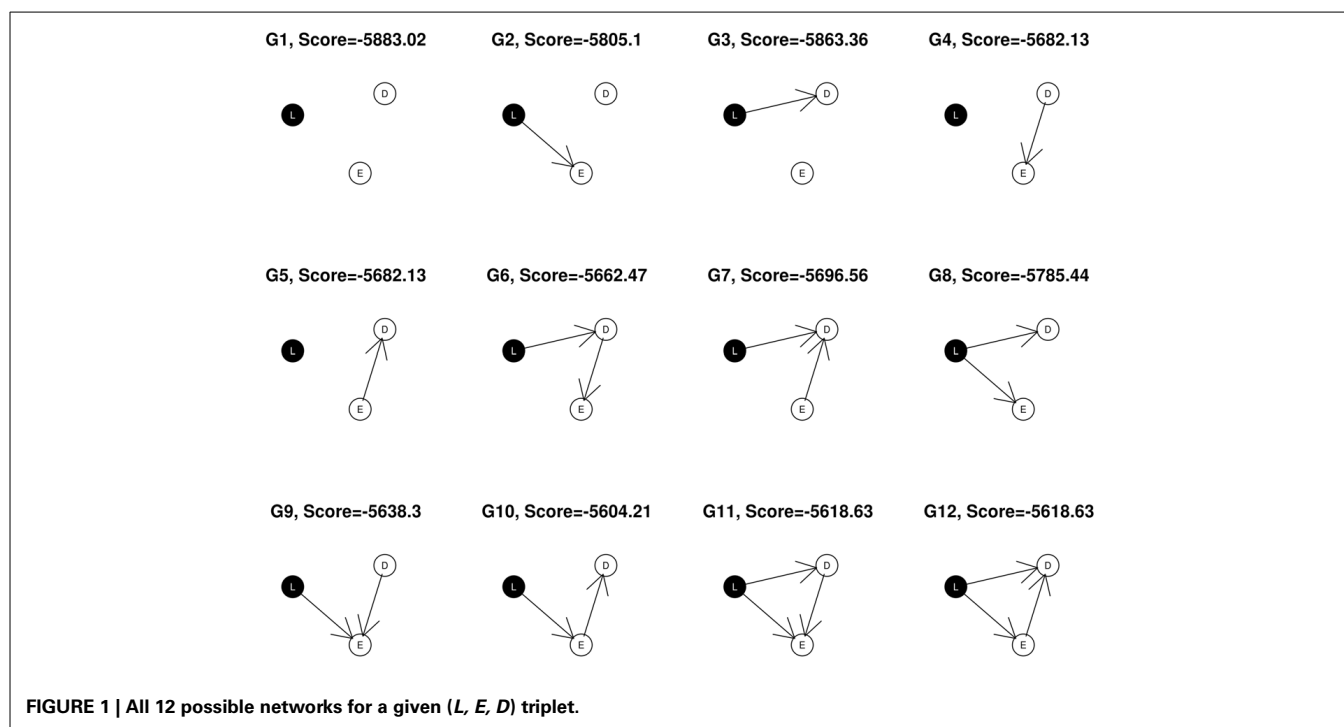 G1, Score=-5883.02 G2, Score=-5805.1 G3, Score=-5863.36 G4, Score=-5682.13
D D D D
L L L L
E E E E
G5, Score=-5682.13 G6, Score=-5662.47 G7, Score=-5696.56 G8, Score=-5785.44
D D D D
L L L L
E E E E
G9, Score=-5638.3 G10, Score=-5604.21 G11, Score=-5618.63 G12, Score=-5618.63
D D D D
L L L L
E E E E
FIGURE 1 | All 12 possible networks for a given (L, E, D) triplet.